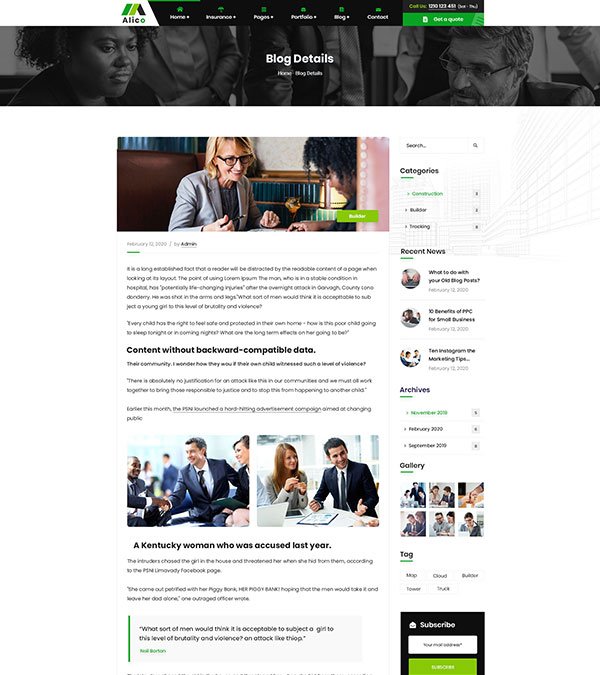 Alico
Home +
Insurance +
Pages +
Portfolio +
Blog +
Contact
Call Us: 1210 123 451 (Sat - Thu)
Get a quote
Blog Details
Home - Blog Details
Builder
February 12, 2020 / by Admin
It is a long established fact that a reader will be distracted by the readable content of a page when
looking at its layout. The point of using Lorem Ipsum The man, who is in a stable condition in
hospital, has "potentially life-changing injuries" after the overnight attack in Garvagh, County Lono
donderry. He was shot in the arms and legs."What sort of men would think it is acceptable to sub
ject a young girl to this level of brutality and violence?
"Every child has the right to feel safe and protected in their own home - how is this poor child going
to sleep tonight or in coming nights? What are the long term effects on her going to be?"
Content without backward-compatible data.
Their community. I wonder how they wou if their own child witnessed such a level of violence?
"There is absolutely no justification for an attack like this in our communities and we must all work
together to bring those responsible to justice and to stop this from happening to another child."
Earlier this month, the PSNI launched a hard-hitting advertisement campaign aimed at changing
public
A Kentucky woman who was accused last year.
The intruders chased the girl in the house and threatened her when she hid from them, according
to the PSNI Limavady Facebook page.
"She came out petrified with her Piggy Bank, HER PIGGY BANK! hoping that the men would take it and
leave her dad alone," one outraged officer wrote.
"What sort of men would think it is acceptable to subject a girl to
this level of brutality and violence? an attack like thiop."
Neil Borton
Search...
Categories
Construction 3
Builder 2
Trocking 8
Recent News
What to do with
your Old Blog Posts?
February 12, 2020
10 Benefits of PPC
for Small Business
February 12, 2020
Ten Instagram the
Marketing Tips...
February 12, 2020
Archives
November 2019 5
February 2020 6
September 2019 8
Gallery
Tag
Map
Cloud
Builder
Tower
Truck
Subscribe
Your mail address*
SUBSCRIBE